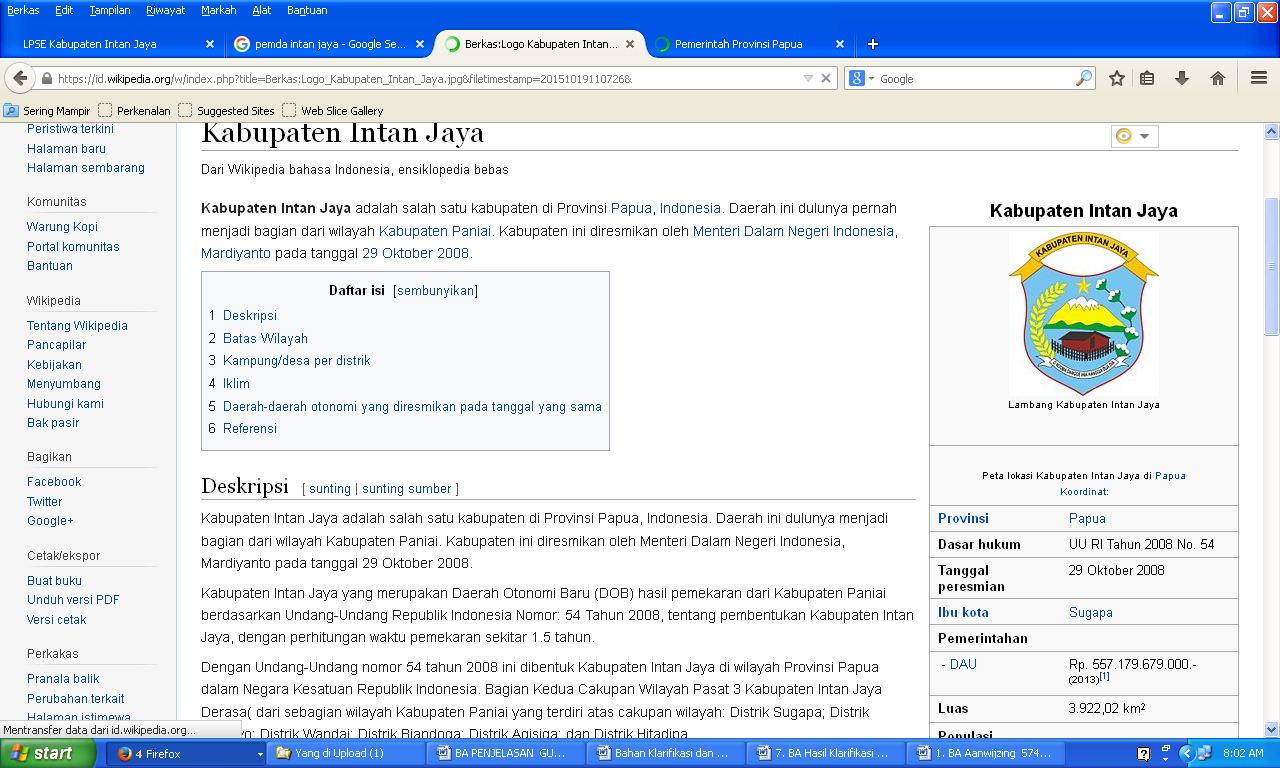 Berkas Edit Tampilan Riwayat Markah Alat Bantuan
LPSE Kabupaten Intan Jaya
pemda intan jaya - Google Se...
Berkas:Logo Kabupaten Intan...
Pemerintah Provinsi Papua
https://id.wikipedia.org/w/index.php?title=Berkas:Logo_Kabupaten_Intan_Jaya.jpg&filetimestamp=20151019110726&
Google
Sering Mampir Perkenalan Suggested Sites Web Slice Gallery
Peristiwa terkini
Halaman baru
Halaman sembarang
Komunitas
Warung Kopi
Portal komunitas
Bantuan
Wikipedia
Tentang Wikipedia
Pancapilar
Kebijakan
Menyumbang
Hubungi kami
Bak pasir
Bagikan
Facebook
Twitter
Google+
Cetak/ekspor
Buat buku
Unduh versi PDF
Versi cetak
Perkakas
Pranala balik
Perubahan terkait
Halaman istimewa
Kabupaten Intan Jaya
Dari Wikipedia bahasa Indonesia, ensiklopedia bebas
Kabupaten Intan Jaya adalah salah satu kabupaten di Provinsi Papua, Indonesia. Daerah ini dulunya pernah
menjadi bagian dari wilayah Kabupaten Paniai. Kabupaten ini diresmikan oleh Menteri Dalam Negeri Indonesia,
Mardiyanto pada tanggal 29 Oktober 2008.
Daftar isi [sembunyikan]
1 Deskripsi
2 Batas Wilayah
3 Kampung/desa per distrik
4 Iklim
5 Daerah-daerah otonomi yang diresmikan pada tanggal yang sama
6 Referensi
Deskripsi [ sunting | sunting sumber ]
Kabupaten Intan Jaya adalah salah satu kabupaten di Provinsi Papua, Indonesia. Daerah ini dulunya menjadi
bagian dari wilayah Kabupaten Paniai. Kabupaten ini diresmikan oleh Menteri Dalam Negeri Indonesia,
Mardiyanto pada tanggal 29 Oktober 2008.
Kabupaten Intan Jaya yang merupakan Daerah Otonomi Baru (DOB) hasil pemekaran dari Kabupaten Paniai
berdasarkan Undang-Undang Republik Indonesia Nomor: 54 Tahun 2008, tentang pembentukan Kabupaten Intan
Jaya, dengan perhitungan waktu pemekaran sekitar 1.5 tahun.
Dengan Undang-Undang nomor 54 tahun 2008 ini dibentuk Kabupaten Intan Jaya di wilayah Provinsi Papua
dalam Negara Kesatuan Republik Indonesia. Bagian Kedua Cakupan Wilayah Pasat 3 Kabupaten Intan Jaya
Derasa( dari sebagian wilayah Kabupaten Paniai yang terdiri atas cakupan wilayah: Distrik Sugapa; Distrik
Distrik Wandai; Distrik Biandoga; Distrik Agisiga; dan Distrik Hitadipa
Kabupaten Intan Jaya
KABUPATEN INTAN JAYA
Lambang Kabupaten Intan Jaya
Peta lokasi Kabupaten Intan Jaya di Papua
Koordinat:
Provinsi Papua
Dasar hukum UU RI Tahun 2008 No. 54
Tanggal peresmian 29 Oktober 2008
Ibu kota Sugapa
Pemerintahan
- DAU Rp. 557.179.679.000.-
(2013)[1]
Luas 3.922,02 km²
Populasi
Mentransfer data dari id.wikipedia.org...
start
4 Firefox
Yang di Upload (1)
BA PENJELASAN GU...
Bahan Klarifikasi dan ...
7. BA Hasil Klarifikasi ...
1. BA Aanwijzing 574...
8:02 AM